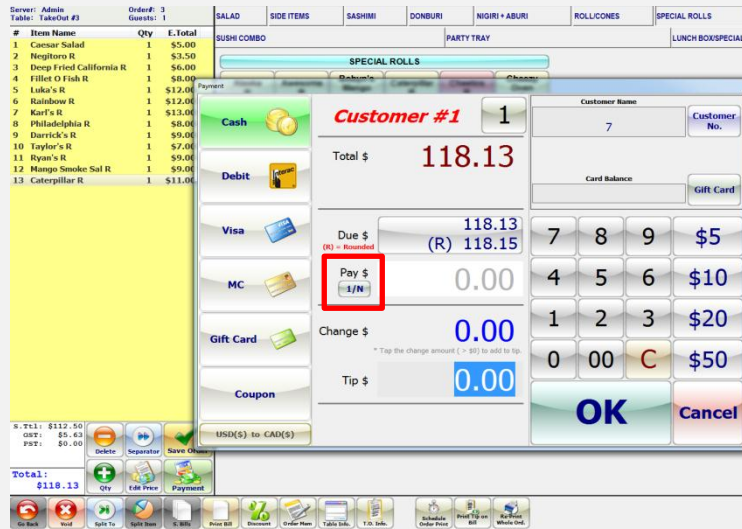 Server: Admin Order#: 3
Table: TakeOut #3 Guests: 1
# Item Name Qty E.Total
1 Caesar Salad 1 $5.00
2 Negitoro R 1 $3.50
3 Deep Fried California R 1 $6.00
4 Fillet O Fish R 1 $8.00
5 Luka's R 1 $12.00
6 Rainbow R 1 $12.00
7 Karl's R 1 $13.00
8 Philadelphia R 1 $8.00
9 Darrick's R 1 $9.00
10 Taylor's R 1 $7.00
11 Ryan's R 1 $9.00
12 Mango Smoke Sal R 1 $9.00
13 Caterpillar R 1 $11.00
S.Ttl: $112.50
GST: $5.63
PST: $0.00
Total:
$118.13
Delete Separator Save Order
Qty Edit Price Payment
Go Back Void Split To Split Item S. Bills Print Bill Discount Order Mem Table Info. T.O. Info. Schedule Order Print Print Tip on Bill Re-Print Whole Ord.
SALAD SIDE ITEMS SASHIMI DONBURI NIGIRI + ABURI ROLL/CONES SPECIAL ROLLS
SUSHI COMBO PARTY TRAY LUNCH BOX/SPECIAL
SPECIAL ROLLS
Payment
Cash
Debit
Interac
Visa
MC
Gift Card
Coupon
USD($) to CAD($)
Customer #1 1
Total $ 118.13
Due $ 118.13
(R) = Rounded (R) 118.15
Pay $ 0.00
1/N
Change $ 0.00
* Tap the change amount ( > $0) to add to tip.
Tip $ 0.00
Customer Name
7
Customer No.
Card Balance
Gift Card
7 8 9 $5
4 5 6 $10
1 2 3 $20
0 00 C $50
OK Cancel